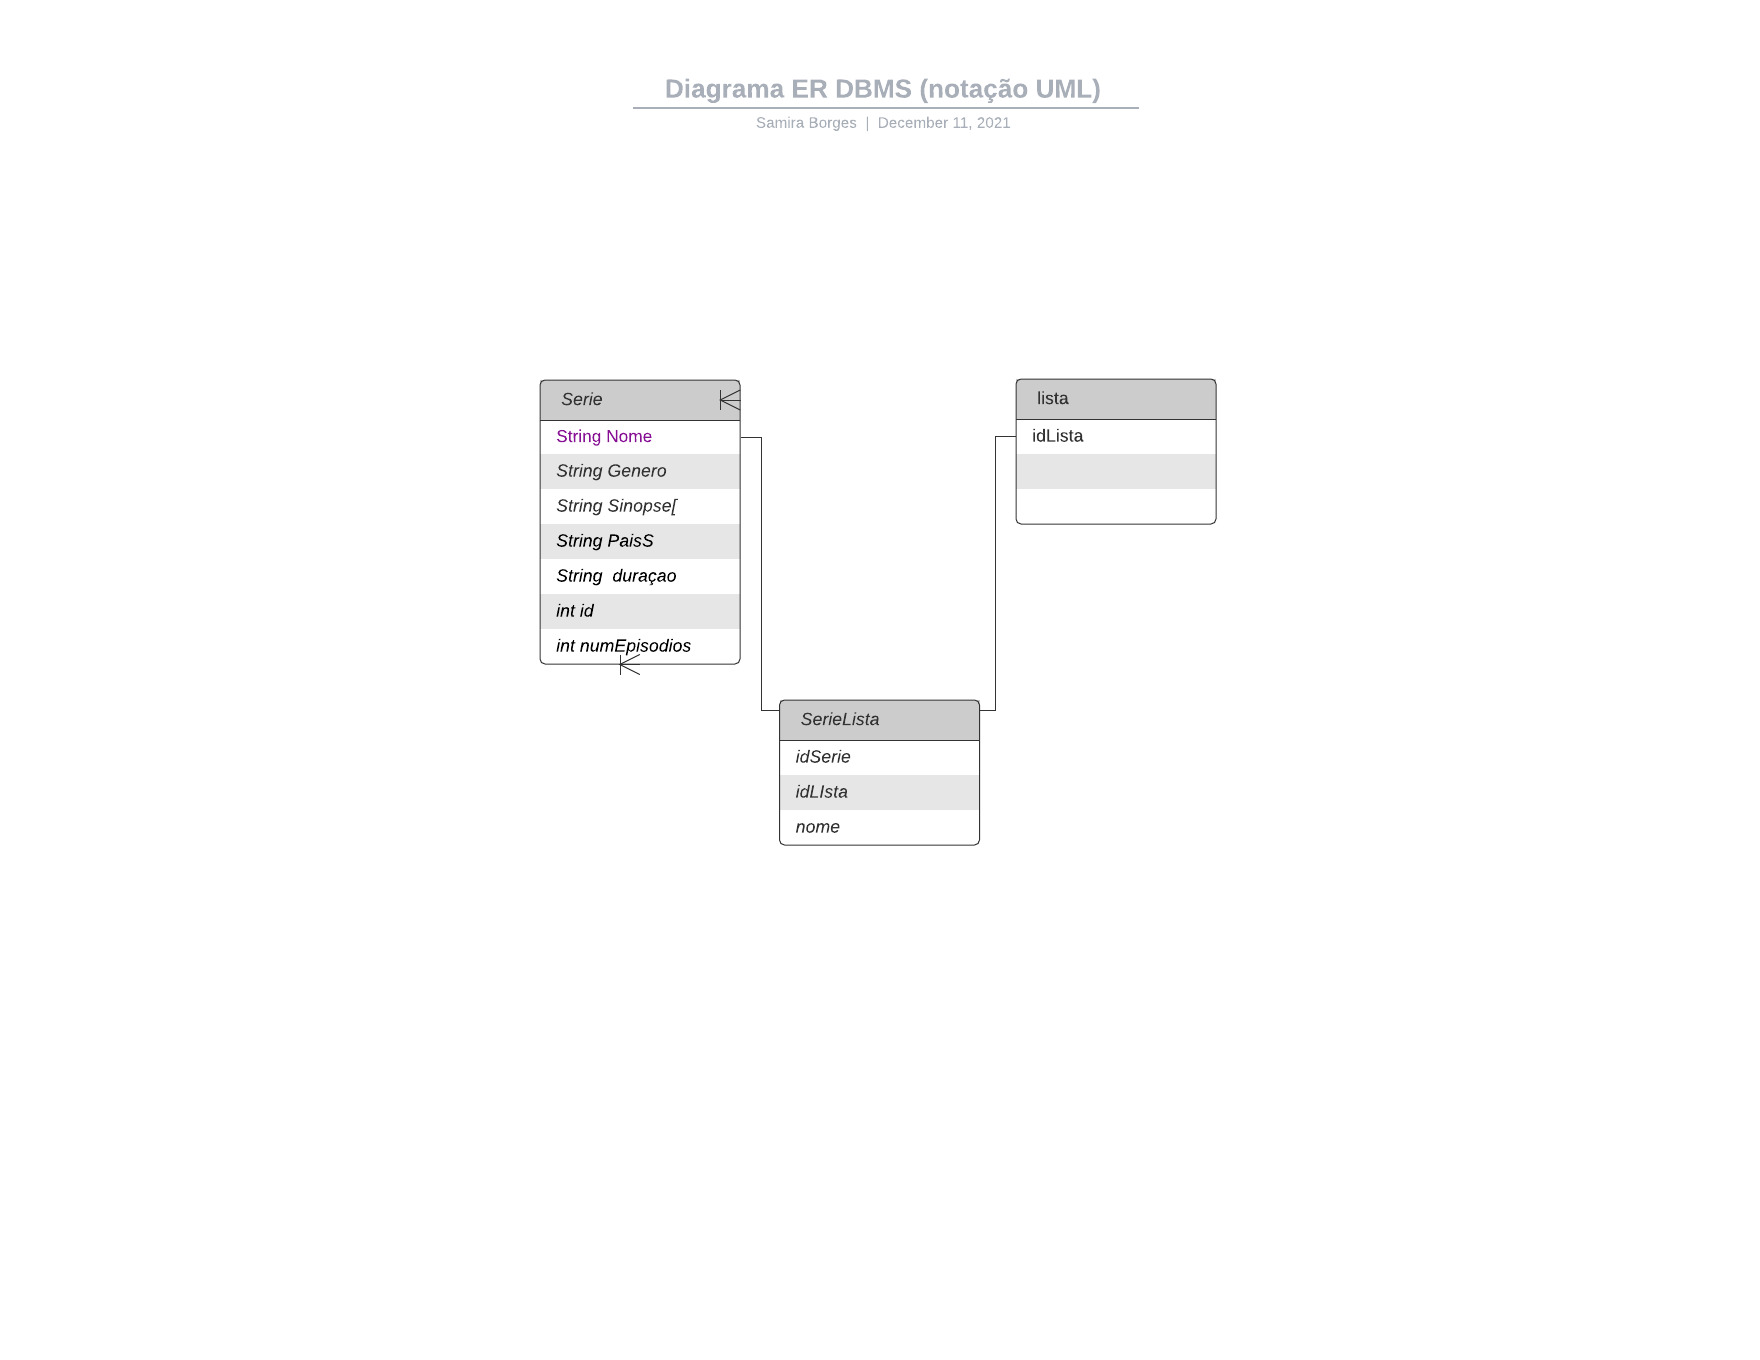 Diagrama ER DBMS (notação UML)
Samira Borges | December 11, 2021
Serie
String Nome
String Genero
String Sinopse[
String PaisS
String  duraçao
int id
int numEpisodios
lista
idLista
SerieLista
idSerie
idLIsta
nome